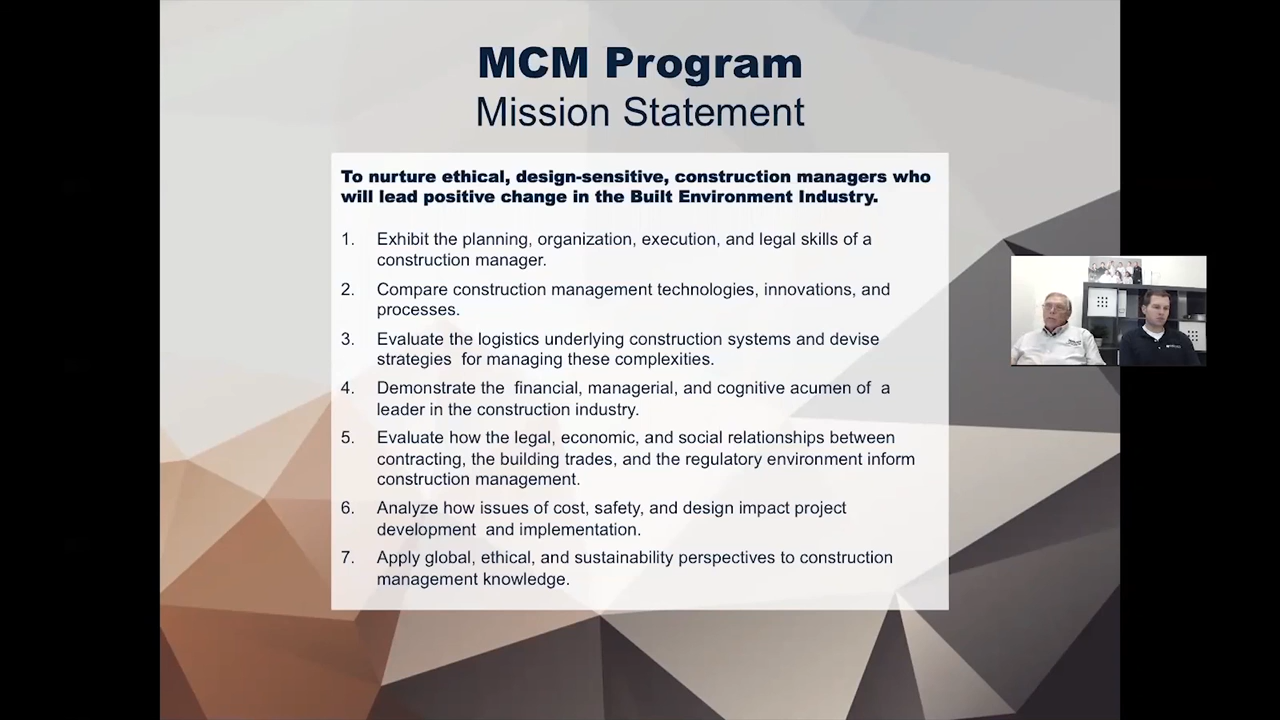 MCM Program
Mission Statement
To nurture ethical, design-sensitive, construction managers who
will lead positive change in the Built Environment Industry.
1. Exhibit the planning, organization, execution, and legal skills of a
construction manager.
2. Compare construction management technologies, innovations, and
processes.
3. Evaluate the logistics underlying construction systems and devise
strategies for managing these complexities.
4. Demonstrate the financial, managerial, and cognitive acumen of a
leader in the construction industry.
5. Evaluate how the legal, economic, and social relationships between
contracting, the building trades, and the regulatory environment inform
construction management.
6. Analyze how issues of cost, safety, and design impact project
development and implementation.
7. Apply global, ethical, and sustainability perspectives to construction
management knowledge.